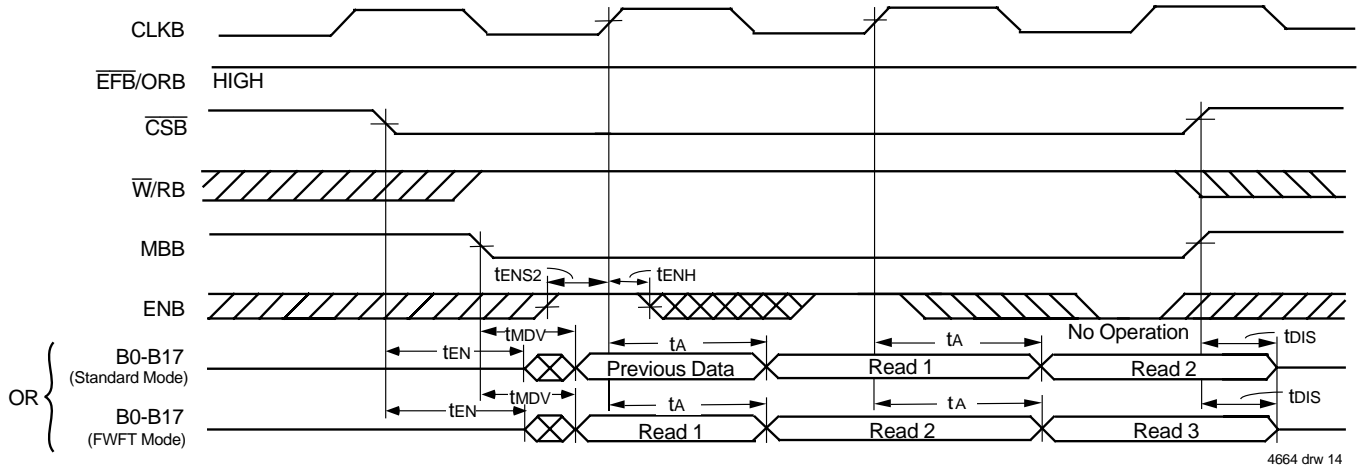 CLKB
EFB/ORB HIGH
CSB
W/RB
MBB
tENS2 tENH
ENB
No Operation
tMDV
tEN tA tA tDIS
B0-B17
(Standard Mode)
Previous Data Read 1 Read 2
OR
tMDV
tEN tA tA tDIS
B0-B17
(FWFT Mode)
Read 1 Read 2 Read 3
4664 drw 14